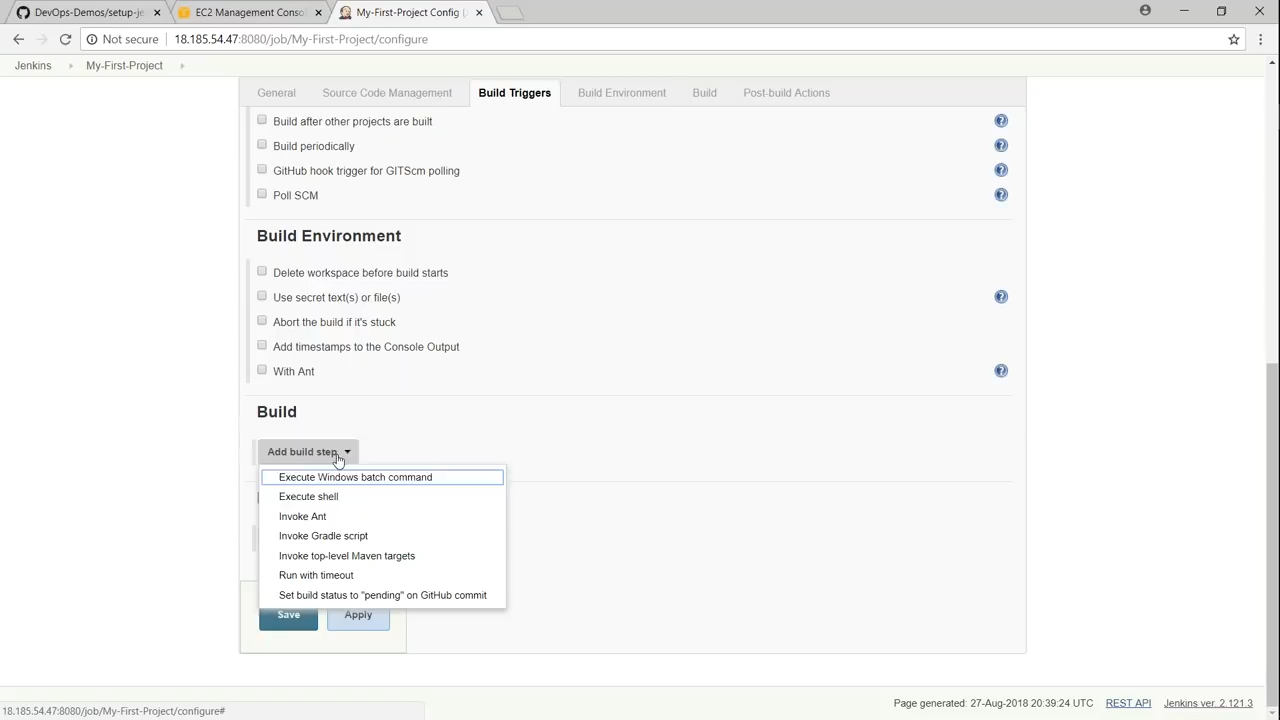 DevOps-Demos/setup-je
EC2 Management Conso
My-First-Project Config [
Not secure
18.185.54.47:8080/job/My-First-Project/configure
Jenkins
My-First-Project
General
Source Code Management
Build Triggers
Build Environment
Build
Post-build Actions
Build after other projects are built
Build periodically
GitHub hook trigger for GITScm polling
Poll SCM
Build Environment
Delete workspace before build starts
Use secret text(s) or file(s)
Abort the build if it's stuck
Add timestamps to the Console Output
With Ant
Build
Add build step
Execute Windows batch command
Execute shell
Invoke Ant
Invoke Gradle script
Invoke top-level Maven targets
Run with timeout
Set build status to "pending" on GitHub commit
Save
Apply
Page generated: 27-Aug-2018 20:39:24 UTC
REST API
Jenkins ver. 2.121.3
18.185.54.47:8080/job/My-First-Project/configure#